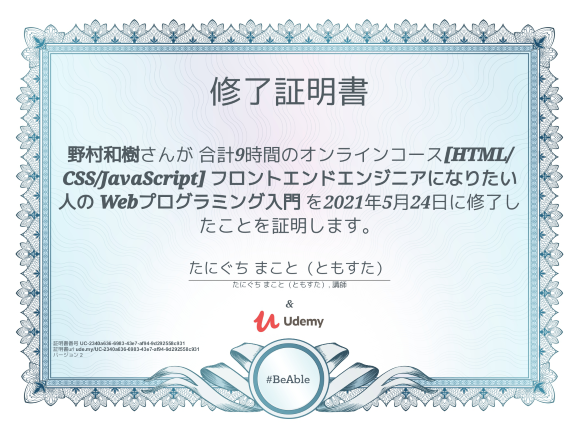 修了証明書
野村和樹さんが 合計9時間のオンラインコース[HTML/
CSS/JavaScript] フロントエンドエンジニアになりたい
人の Webプログラミング入門 を2021年5月24日に修了し
たことを証明します。
たにぐち まこと（ともすた）
たにぐち まこと（ともすた）, 講師
&
Udemy
証明書番号 UC-2340a636-6983-43e7-af94-9d292558c931
証明書url ude.my/UC-2340a636-6983-43e7-af94-9d292558c931
バージョン 2
#BeAble